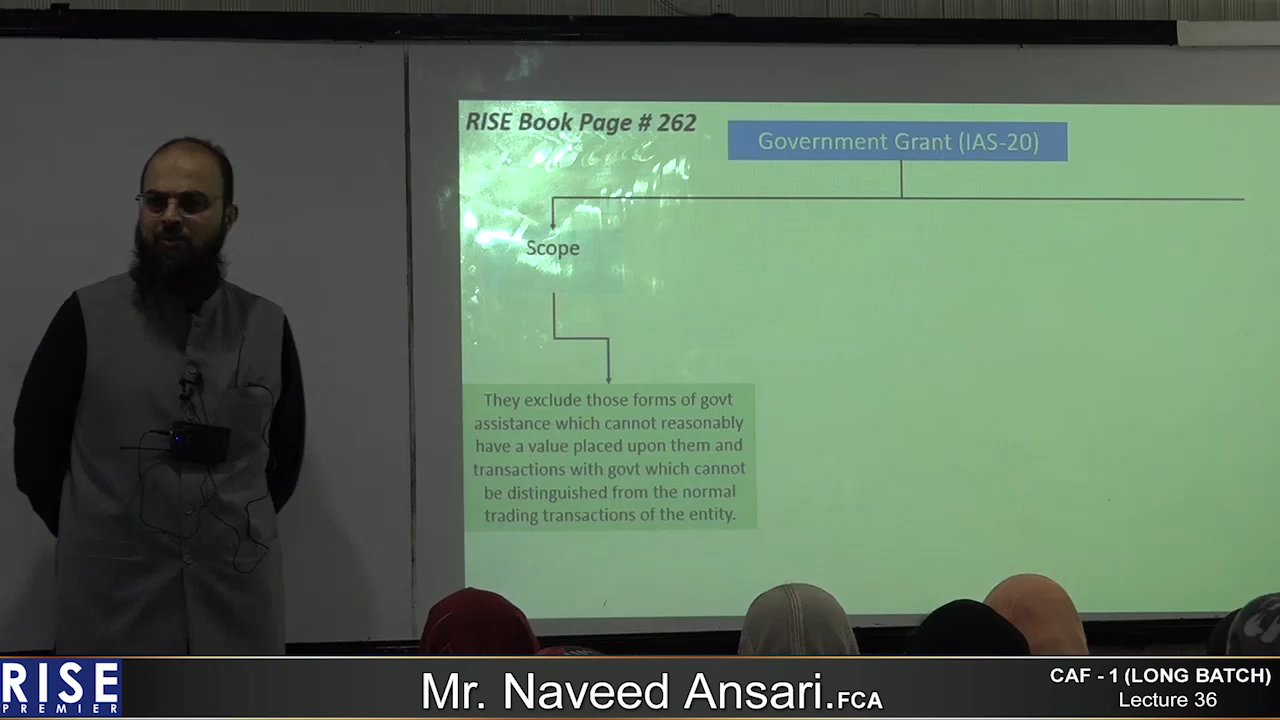 RISE Book Page # 262
Government Grant (IAS-20)
Scope
They exclude those forms of govt
assistance which cannot reasonably
have a value placed upon them and
transactions with govt which cannot
be distinguished from the normal
trading transactions of the entity.
RISE
PREMIER
Mr. Naveed Ansari.FCA
CAF - 1 (LONG BATCH)
Lecture 36